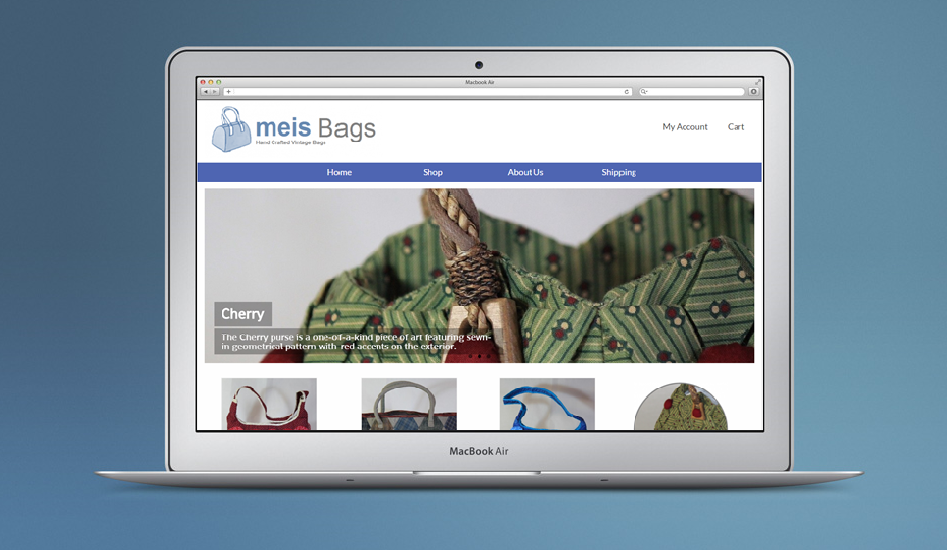 Macbook Air
meis Bags
Hand Crafted Vintage Bags
My Account Cart
Home Shop About Us Shipping
Cherry
The Cherry purse is a one-of-a-kind piece of art featuring sewn-
in geometrical pattern with red accents on the exterior.
MacBook Air